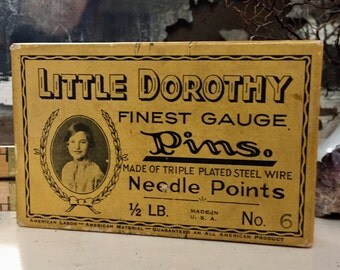 LITTLE DOROTHY
FINEST GAUGE
Pins.
MADE OF TRIPLE PLATED STEEL WIRE
Needle Points
½ LB. MADE IN U.S.A. No. 6
AMERICAN LABOR — AMERICAN MATERIAL — GUARANTEED AN ALL AMERICAN PRODUCT